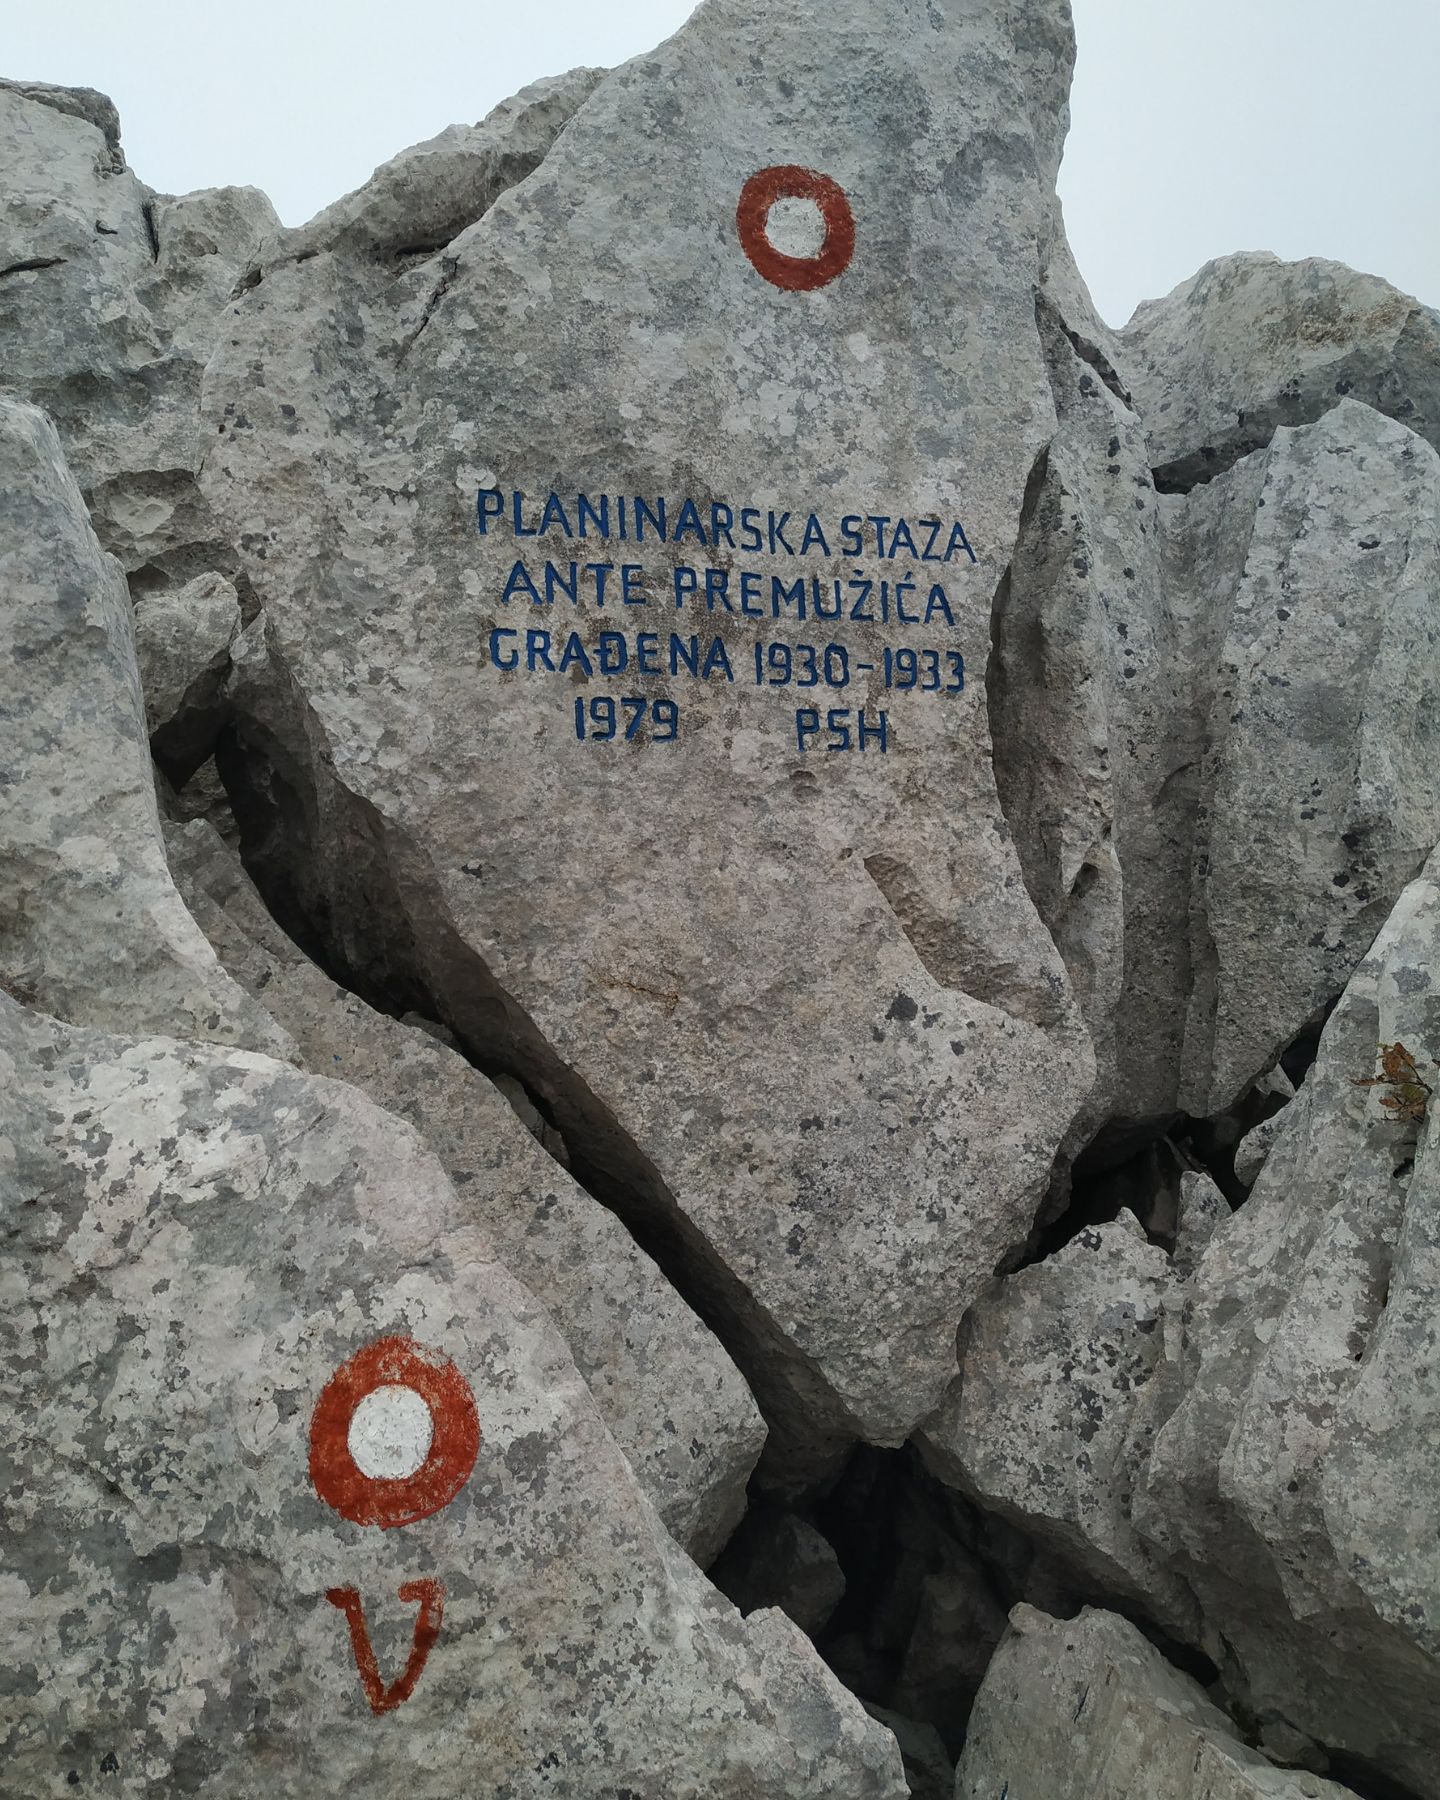 PLANINARSKA STAZA
ANTE PREMUŽIĆA
GRAĐENA 1930-1933
1979 PSH
V